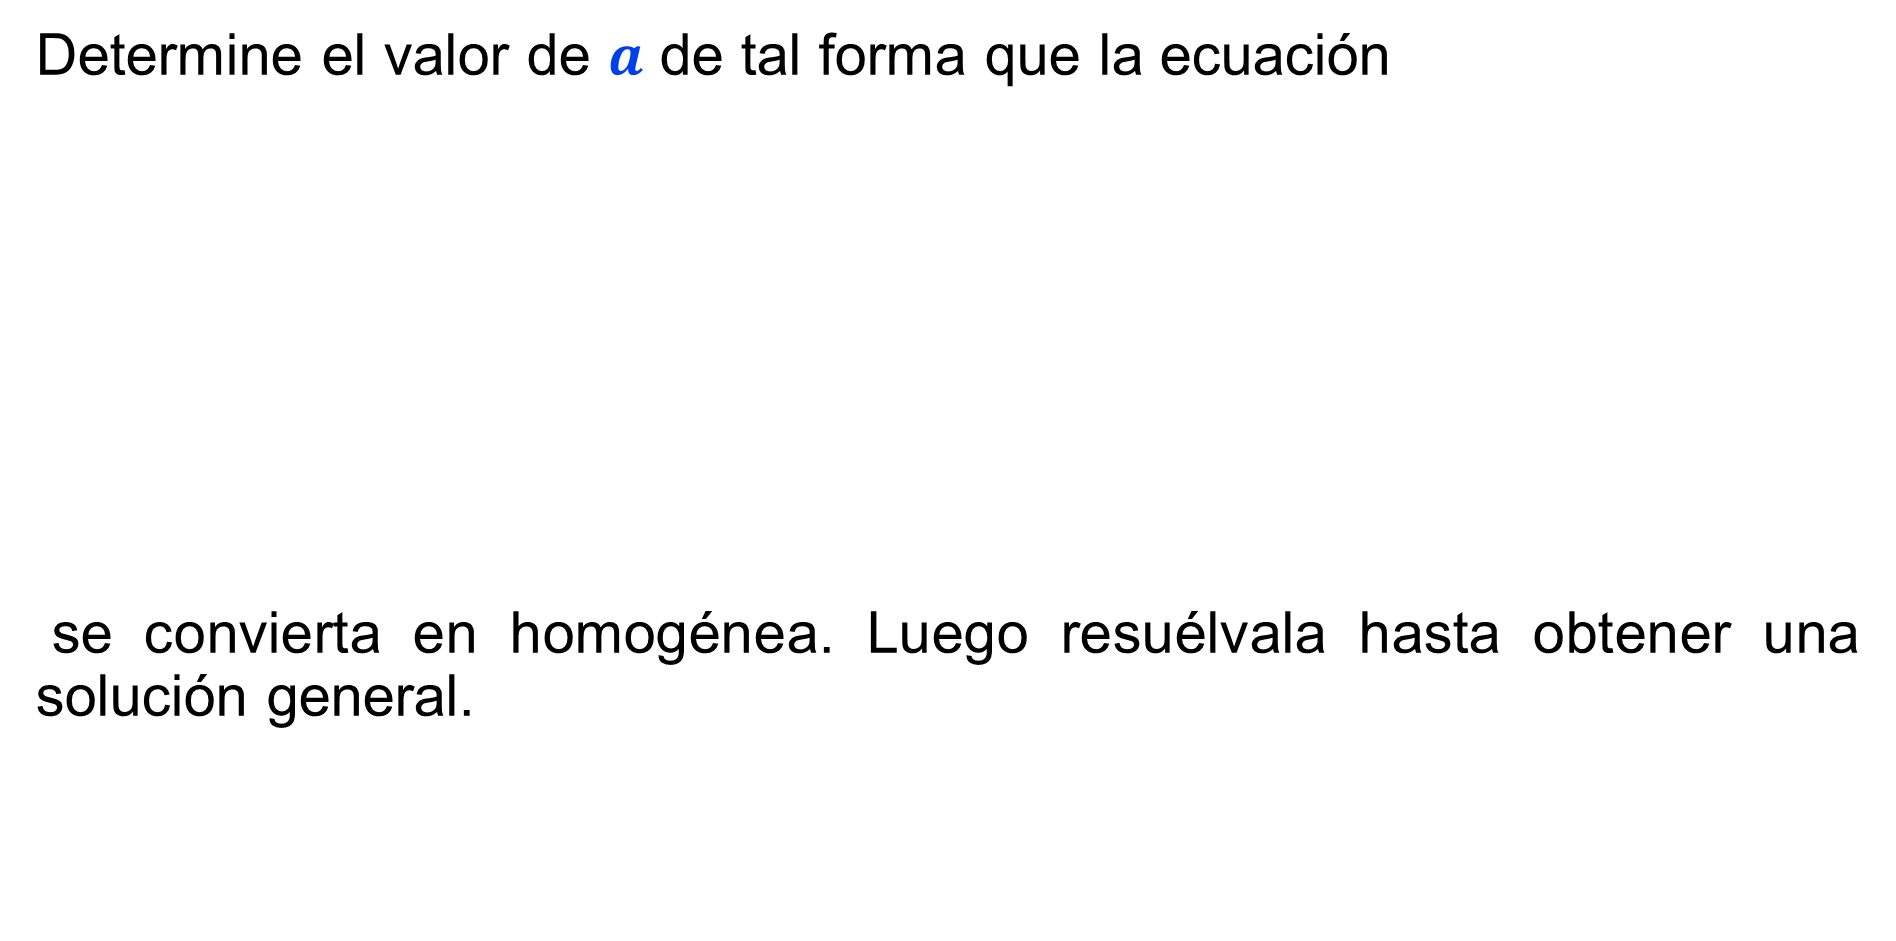 Determine el valor de a de tal forma que la ecuación
se convierta en homogénea. Luego resuélvala hasta obtener una
solución general.